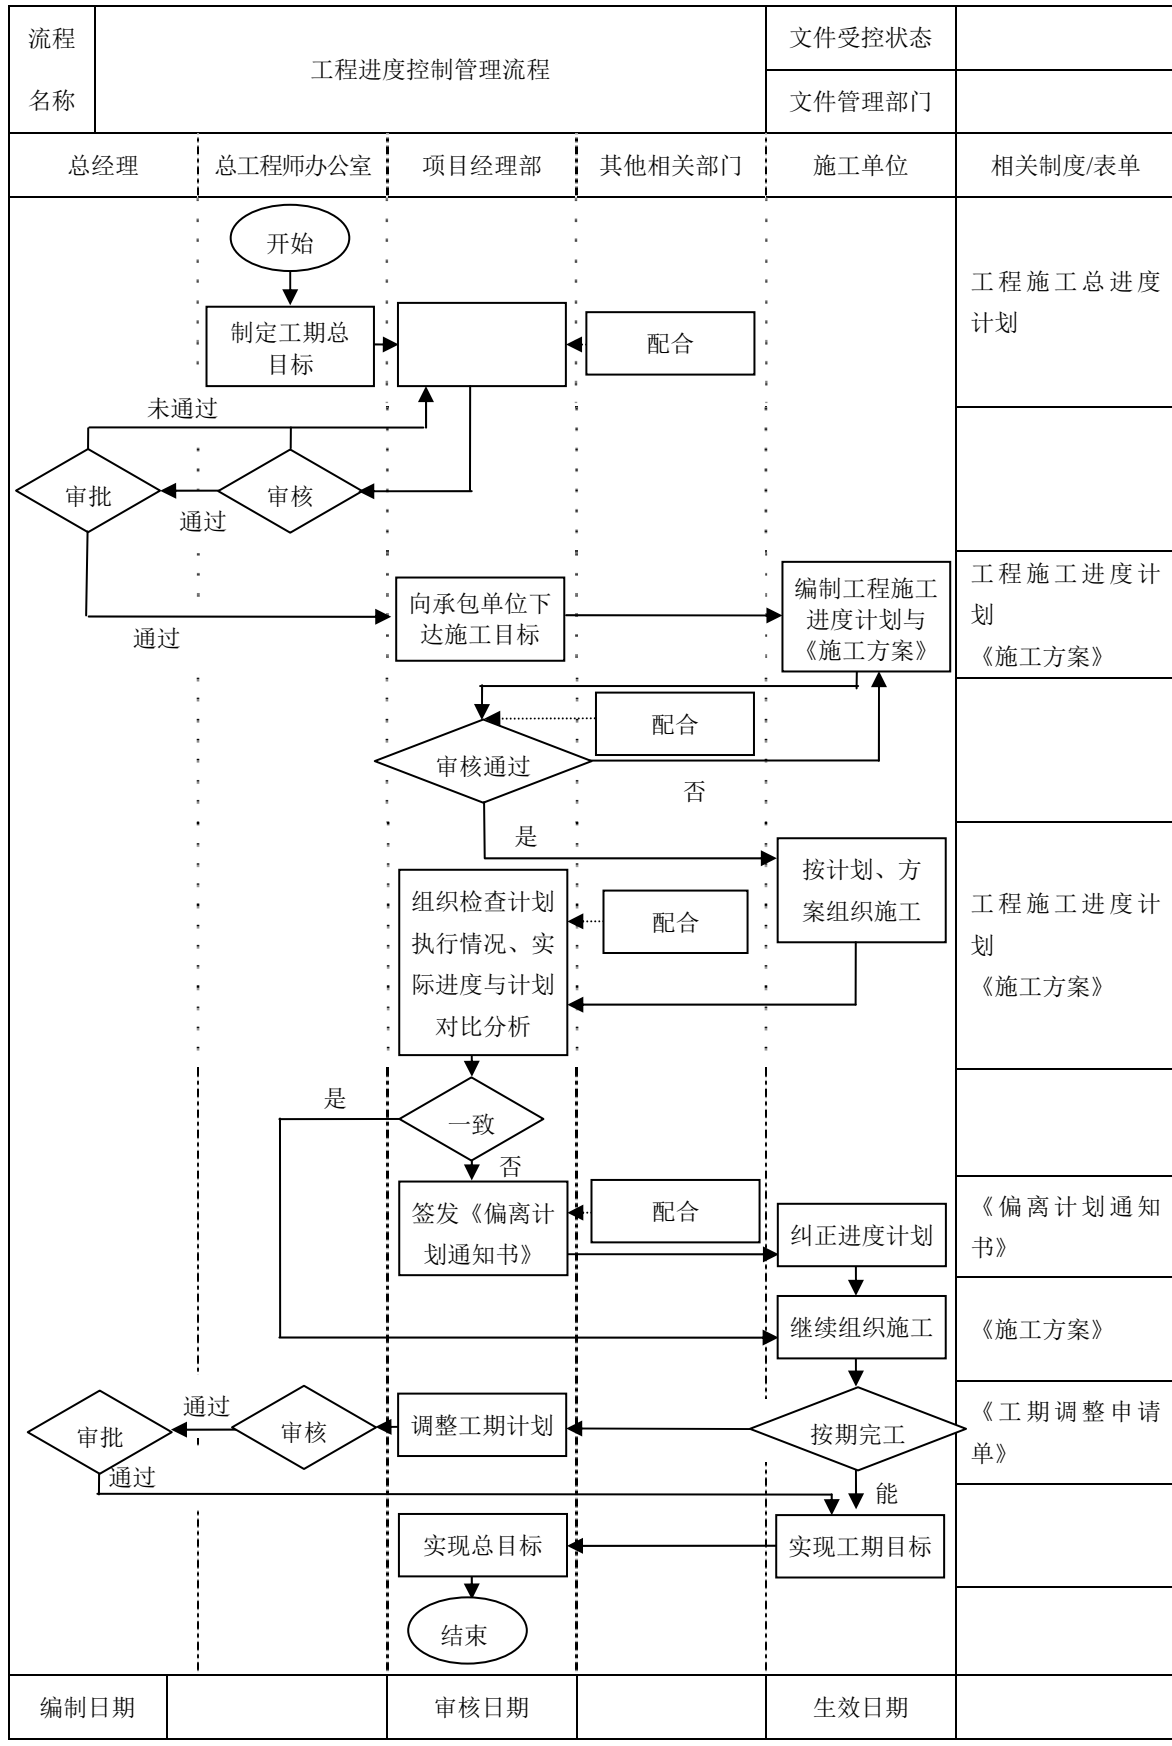 流程
名称
工程进度控制管理流程
文件受控状态
文件管理部门
总经理
总工程师办公室
项目经理部
其他相关部门
施工单位
相关制度/表单
开始
制定工期总
目标
配合
工程施工总进度
计划
未通过
审批
通过
审核
通过
向承包单位下
达施工目标
编制工程施工
进度计划与
《施工方案》
工程施工进度计
划
《施工方案》
配合
审核通过
否
是
按计划、方
案组织施工
组织检查计划
执行情况、实
际进度与计划
对比分析
配合
工程施工进度计
划
《施工方案》
是
一致
否
签发《偏离计
划通知书》
配合
纠正进度计划
《偏离计划通知
书》
继续组织施工
《施工方案》
审批
通过
审核
调整工期计划
按期完工
《工期调整申请
单》
通过
能
实现总目标
实现工期目标
结束
编制日期
审核日期
生效日期